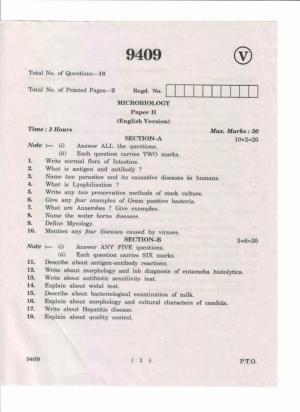 9409
V
Total No. of Questions—18
Total No. of Printed Pages—2 Regd. No.
MICROBIOLOGY
Paper II
(English Version)
Time : 3 Hours Max. Marks : 50
SECTION-A 10×2=20
Note :— (i) Answer ALL the questions.
(ii) Each question carries TWO marks.
1. Write normal flora of Intestine.
2. What is antigen and antibody ?
3. Name two parasites and its causative diseases in humans.
4. What is Lyophilization ?
5. Write any two preservative methods of stock culture.
6. Give any four examples of Gram positive bacteria.
7. What are Anaerobes ? Give examples.
8. Name the worm diseases.
9. Define Mycology.
10. Mention any four diseases caused by viruses.
SECTION-B 5×6=30
Note :— (i) Answer ANY FIVE questions.
(ii) Each question carries SIX marks.
11. Describe about antigen-antibody reactions.
12. Write about morphology and lab diagnosis of entameba histolytica.
13. Write about antibiotic sensitivity test.
14. Explain about widal test.
15. Describe about bacteriological examination of milk.
16. Explain about morphology and cultural characters of candida.
17. Write about Hepatitis disease.
18. Explain about quality control.
9409 ( 1 ) P.T.O.